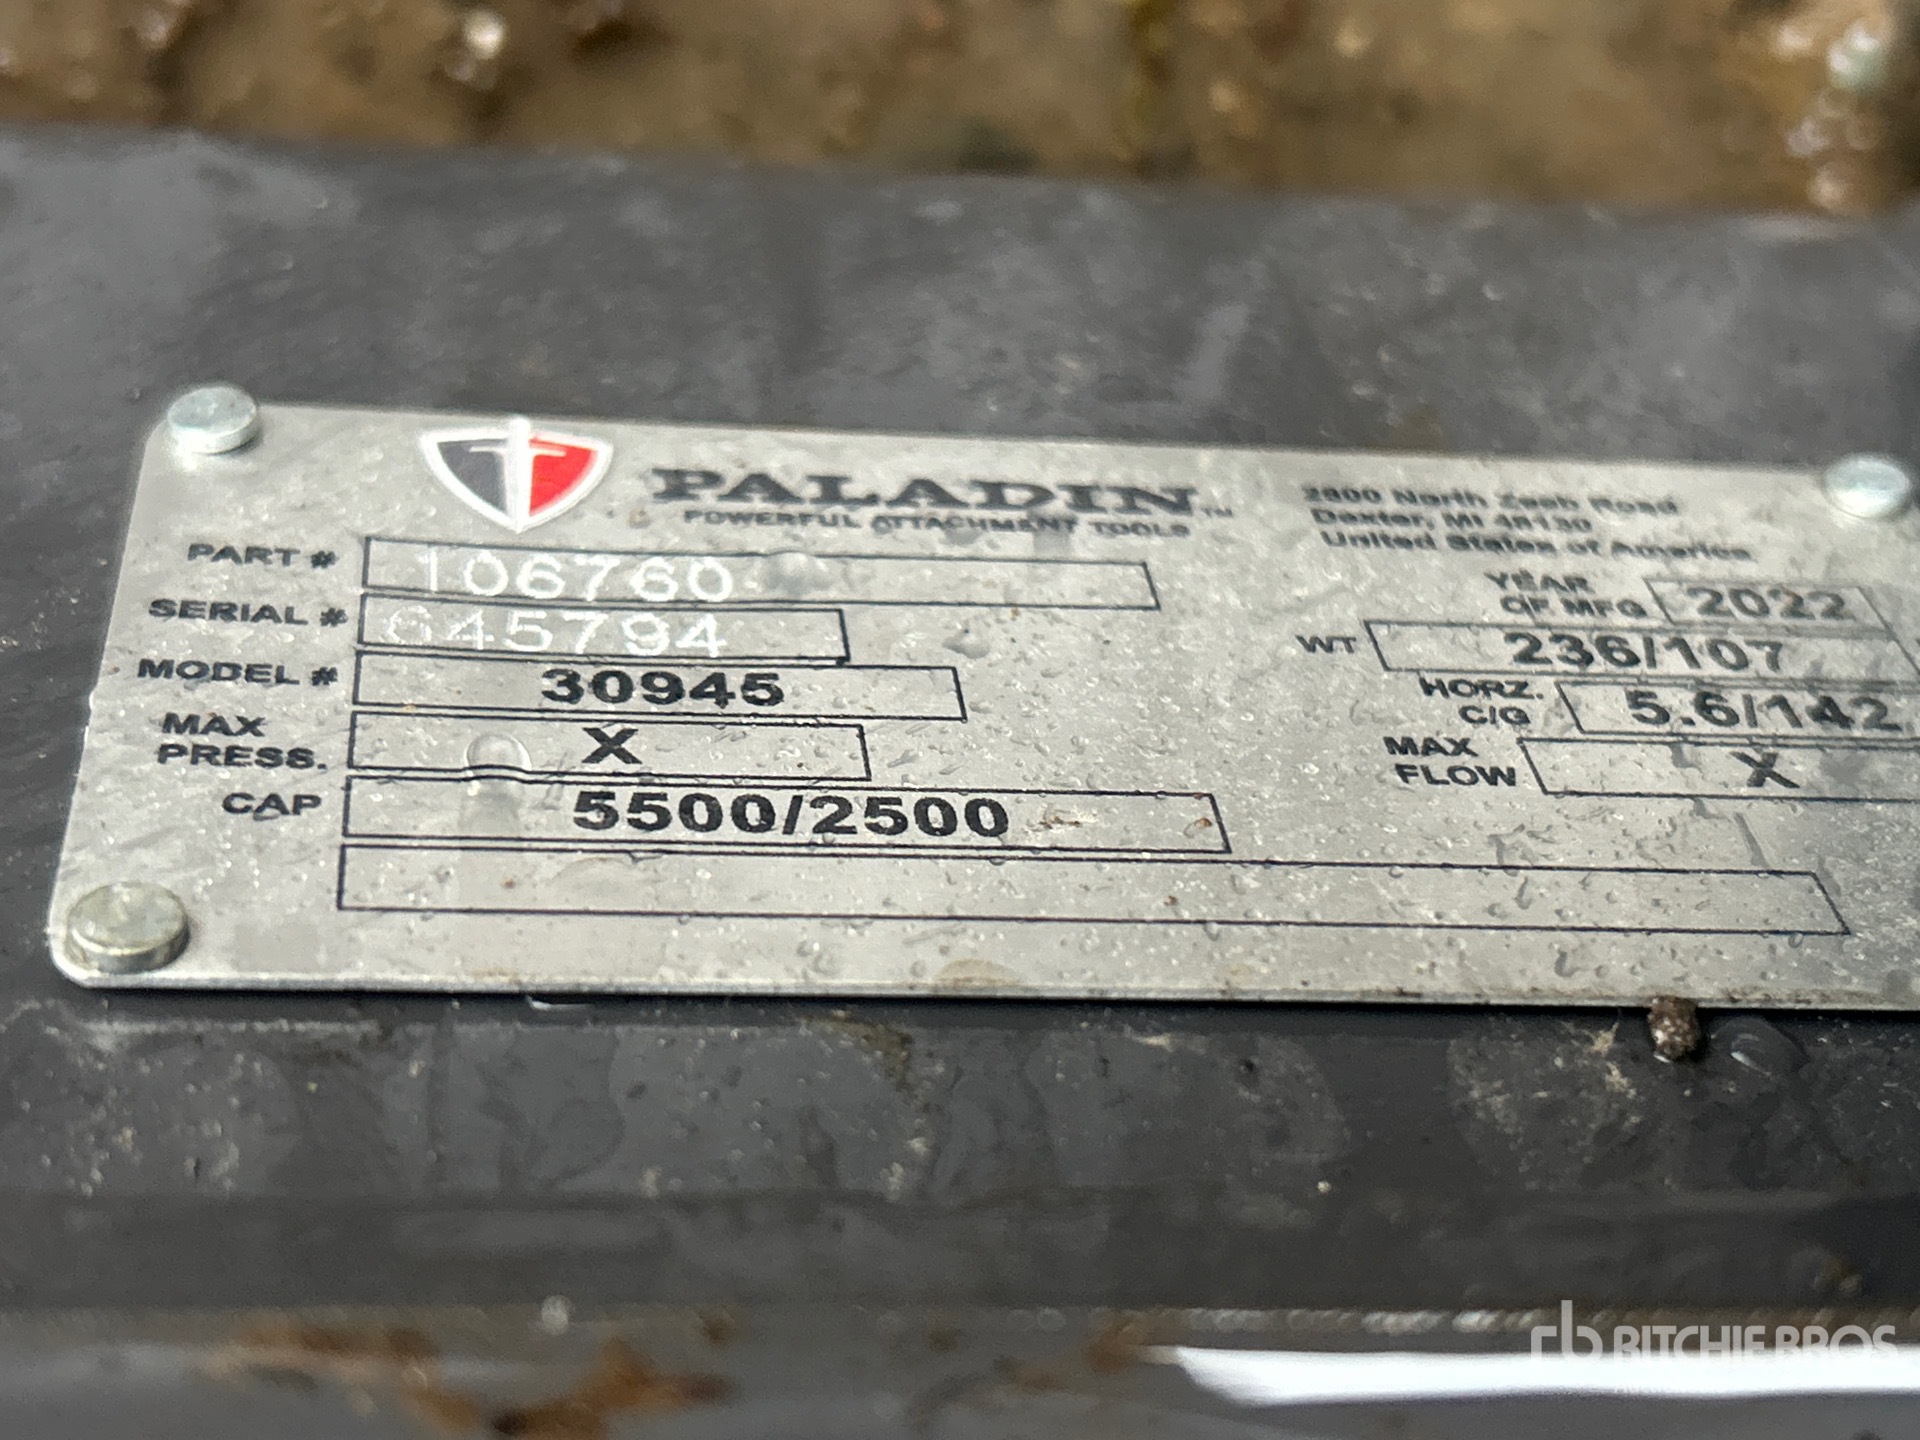 PALADIN™
POWERFUL ATTACHMENT TOOLS
2800 North Zeeb Road
Dexter, MI 48130
United States of America
PART # 106760
SERIAL # 645794
MODEL # 30945
MAX
PRESS. X
CAP 5500/2500
YEAR
OF MFG 2022
WT 236/107
HORZ.
C/G 5.6/142
MAX
FLOW X
rb RITCHIE BROS